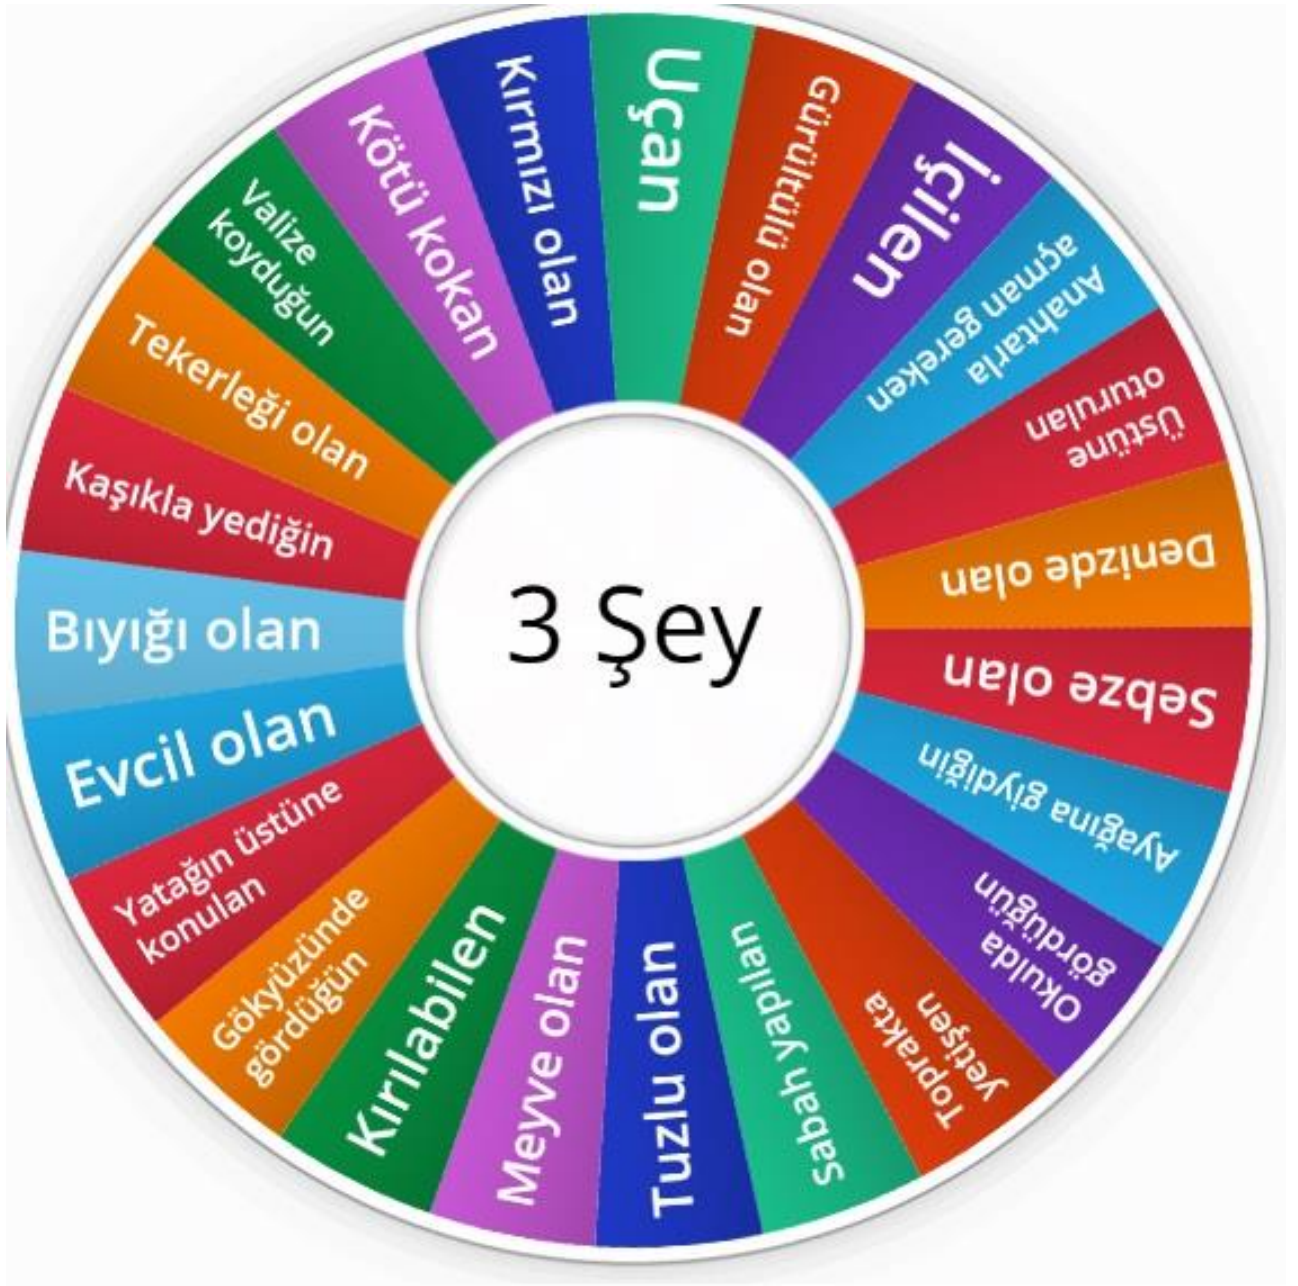 Uçan
Gürültülü olan
İçilen
Anahtarla
açman gereken
Üstüne
oturulan
Denizde olan
Sebze olan
Ayağına giydiğin
Okulda
gördüğün
Toprakta
yetişen
Sabah yapılan
Tuzlu olan
Meyve olan
Kırılabilen
Gökyüzünde
gördüğün
Yatağın üstüne
konulan
Evcil olan
Bıyığı olan
Kaşıkla yediğin
Tekerleği olan
Valize
koyduğun
Kötü kokan
Kırmızı olan
3 Şey